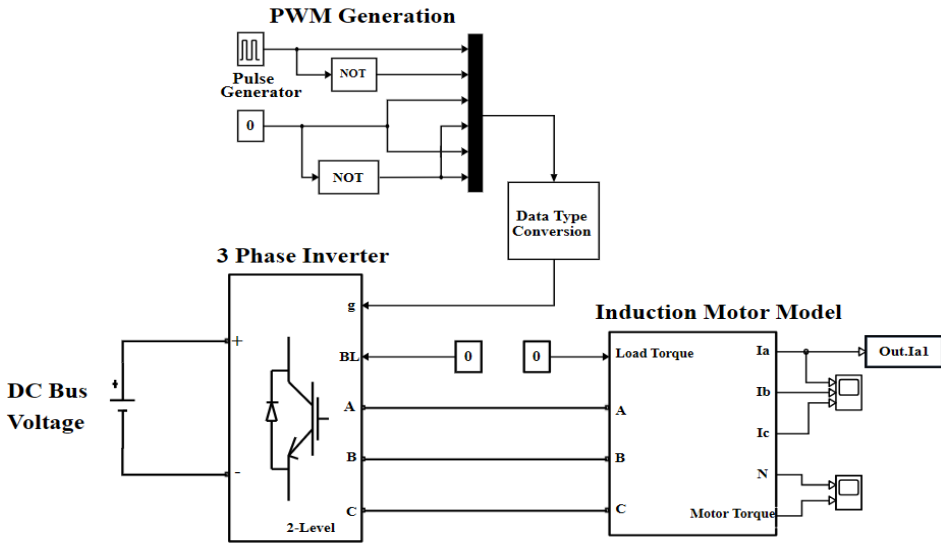 PWM Generation
NOT
Pulse
Generator
0
NOT
Data Type
Conversion
3 Phase Inverter
g
Induction Motor Model
+
BL
0
0
Load Torque
Ia
Out.Ia1
DC Bus
Voltage
+
A
A
Ib
B
B
Ic
-
N
C
C
Motor Torque
2-Level